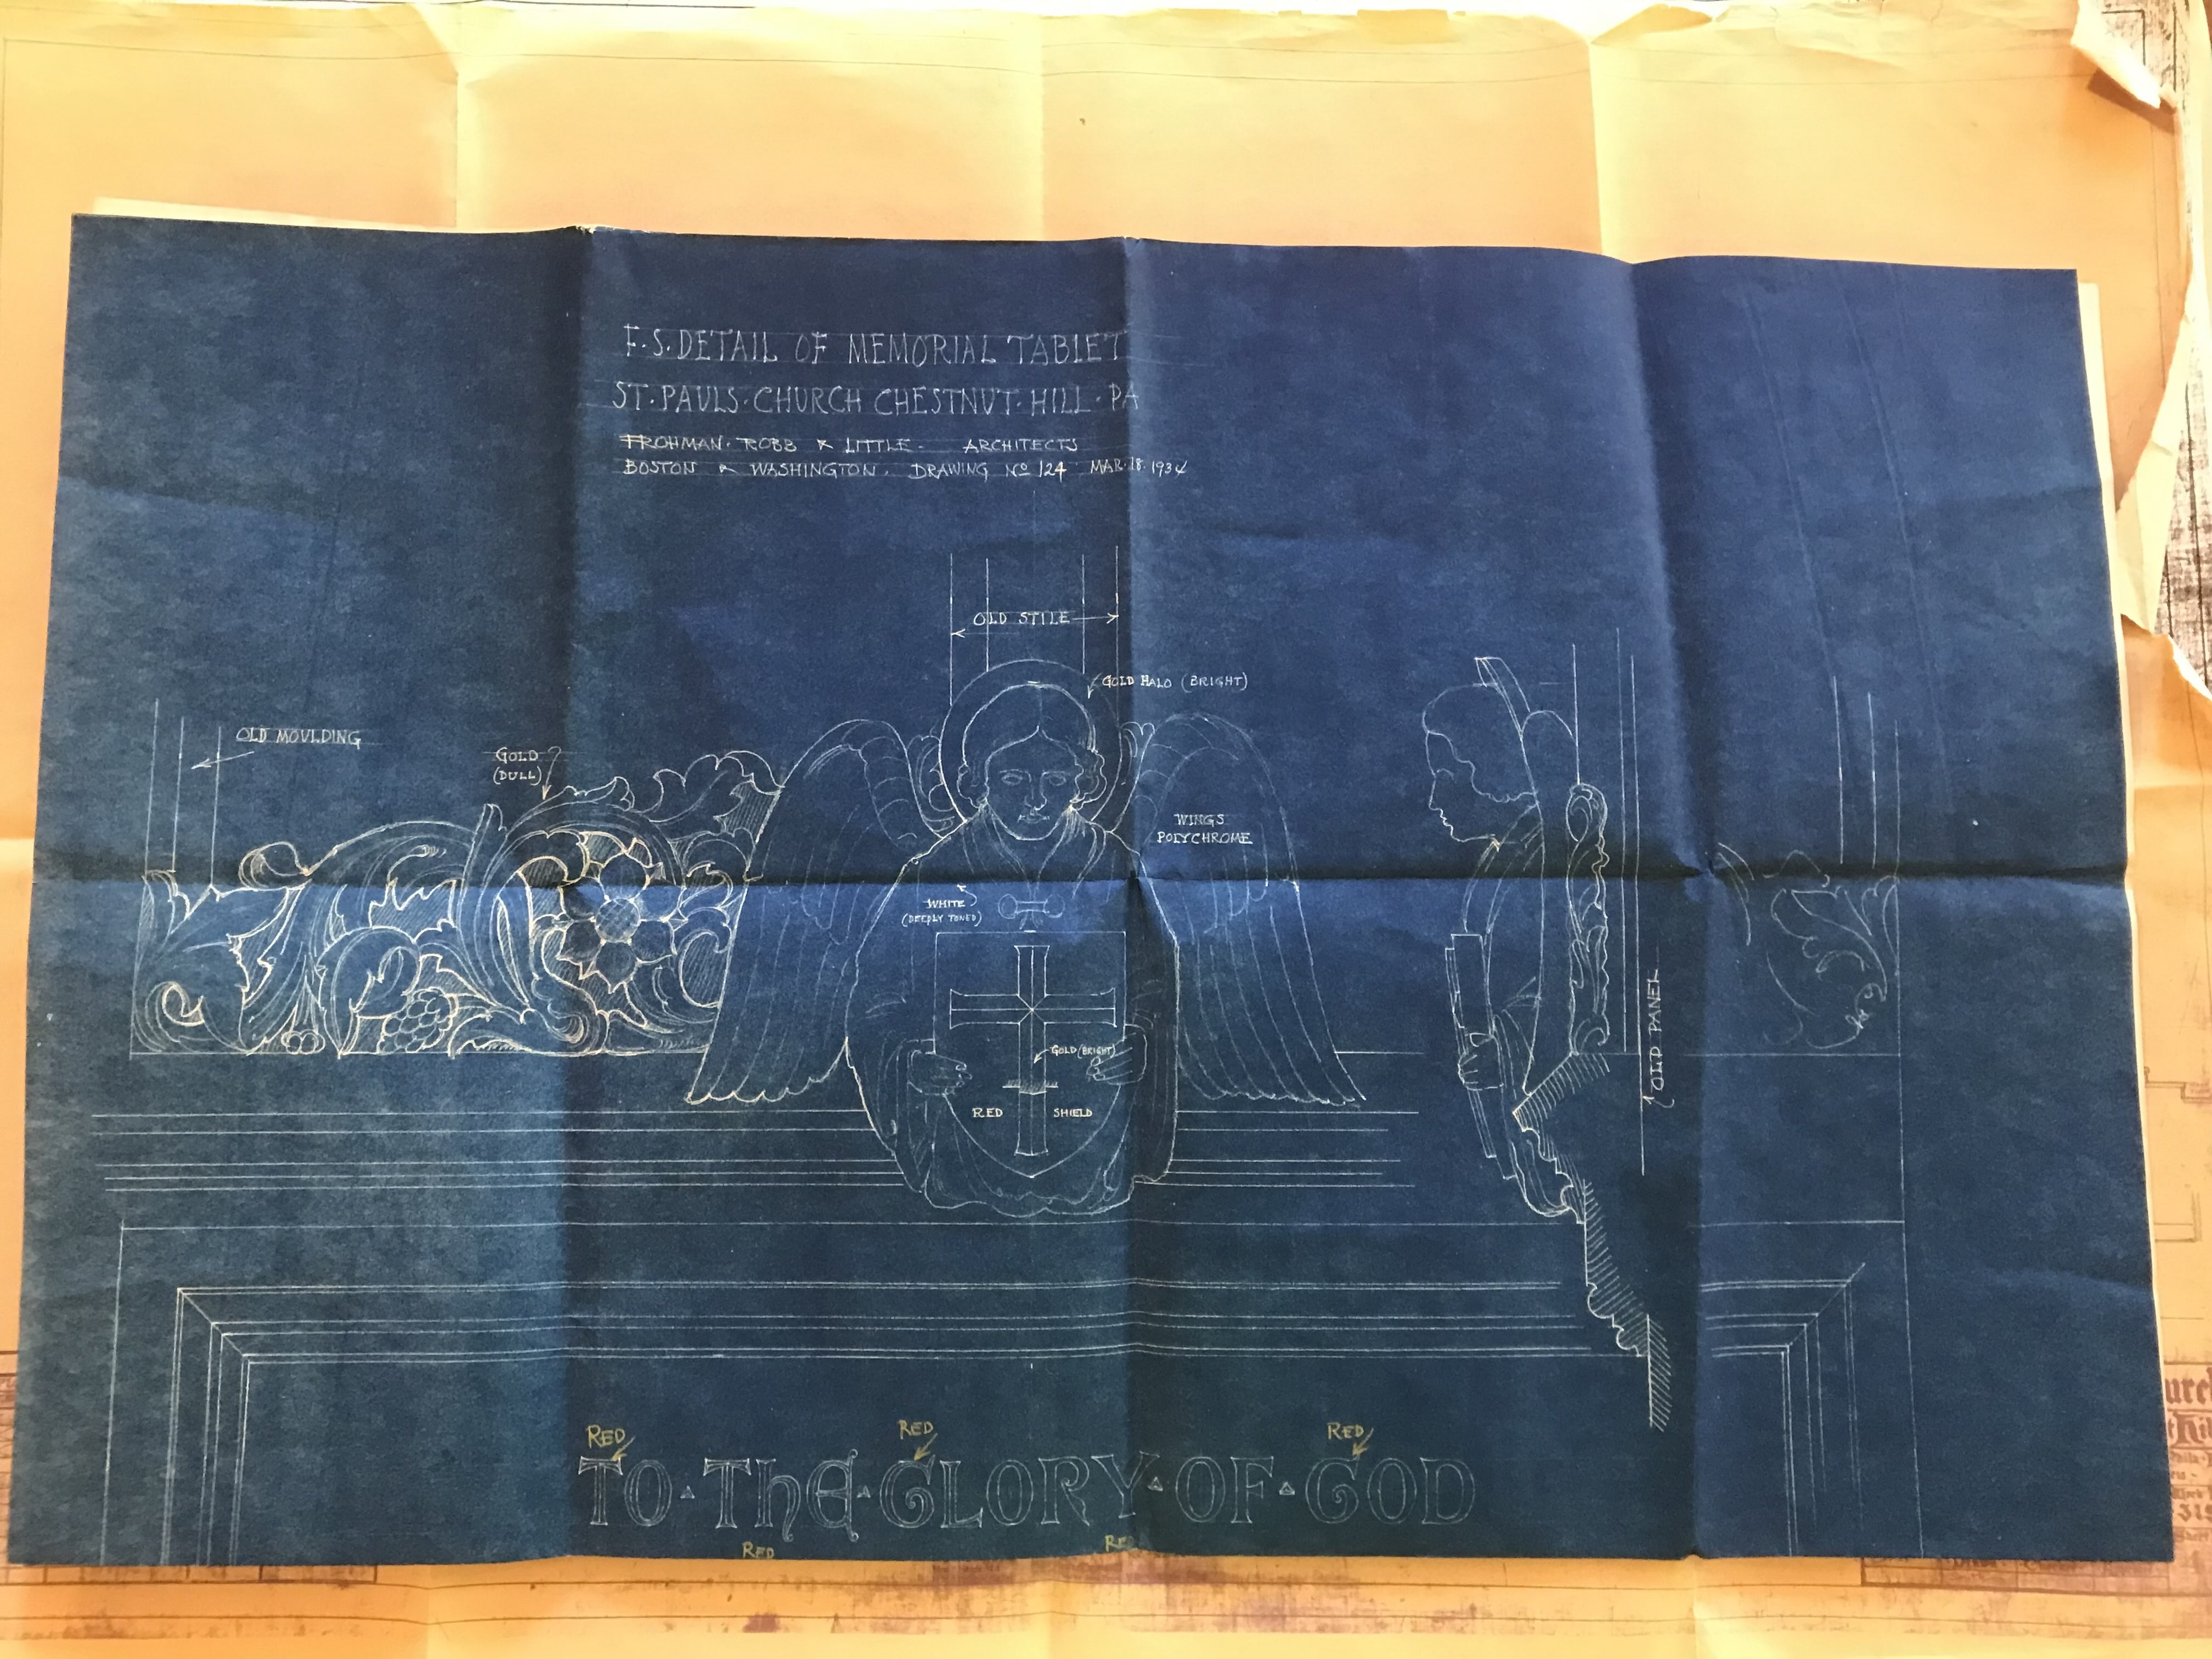 F·S·DETAIL OF MEMORIAL TABLET
ST·PAULS·CHURCH CHESTNUT·HILL·PA
FROHMAN· ROBB & LITTLE - ARCHITECTS
BOSTON & WASHINGTON. DRAWING No 124 MAR·18·1934
OLD STILE
GOLD HALO (BRIGHT)
OLD MOULDING
GOLD
(DULL)
WINGS
POLYCHROME
WHITE
(DEEPLY TONED)
GOLD (BRIGHT)
RED SHIELD
OLD PANEL
RED RED RED
TO·THE·GLORY·OF·GOD
RED RED